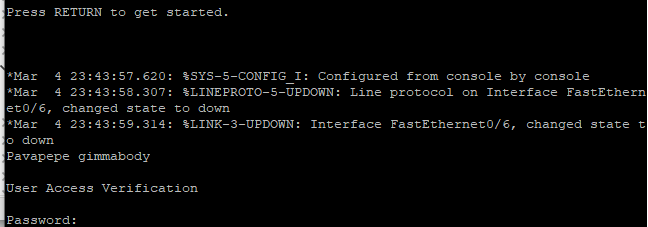 Press RETURN to get started.
*Mar  4 23:43:57.620: %SYS-5-CONFIG_I: Configured from console by console
*Mar  4 23:43:58.307: %LINEPROTO-5-UPDOWN: Line protocol on Interface FastEthern
et0/6, changed state to down
*Mar  4 23:43:59.314: %LINK-3-UPDOWN: Interface FastEthernet0/6, changed state t
o down
Pavapepe gimmabody
User Access Verification
Password: